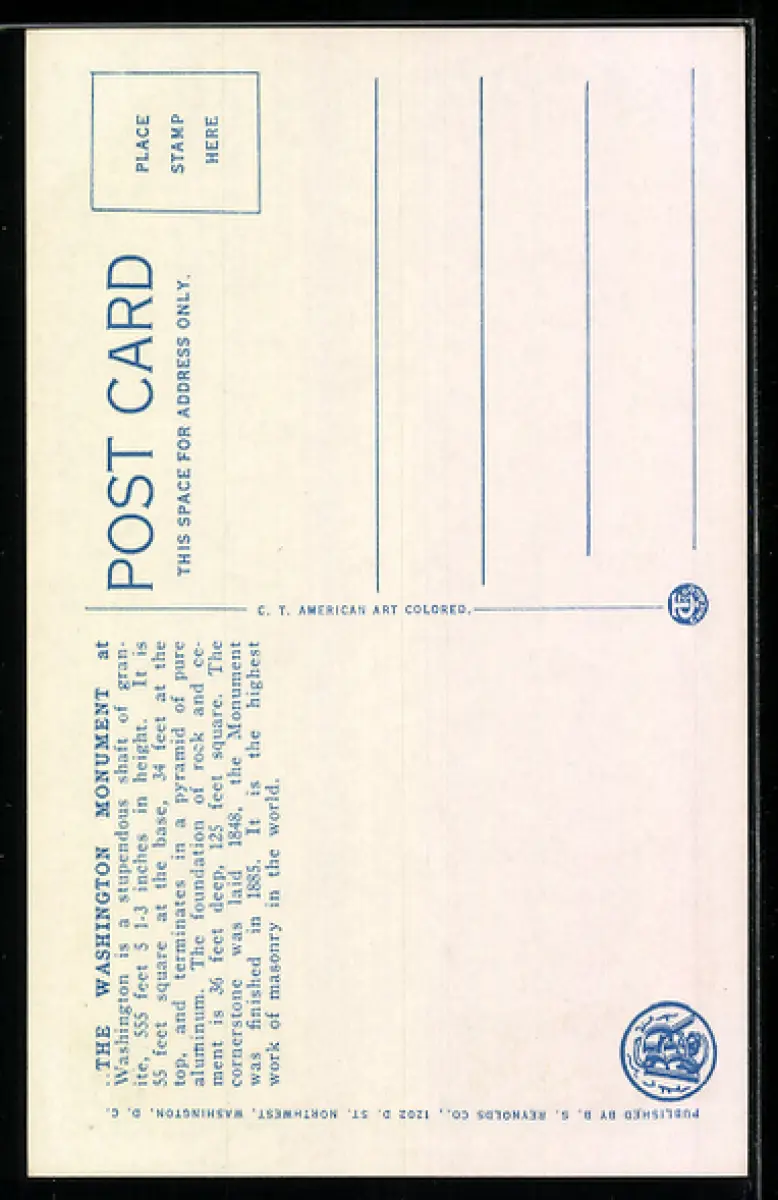 THE WASHINGTON MONUMENT at
Washington is a stupendous shaft of gran-
ite, 555 feet 5 1-3 inches in height. It is
55 feet square at the base, 34 feet at the
top, and terminates in a pyramid of pure
aluminum. The foundation of rock and ce-
ment is 36 feet deep, 125 feet square. The
cornerstone was laid 1848, the Monument
was finished in 1885. It is the highest
work of masonry in the world.
POST CARD
THIS SPACE FOR ADDRESS ONLY.
PLACE
STAMP
HERE
C. T. AMERICAN ART COLORED.
PUBLISHED BY B. S. REYNOLDS CO., 1202 D. ST. NORTHWEST, WASHINGTON, D. C.